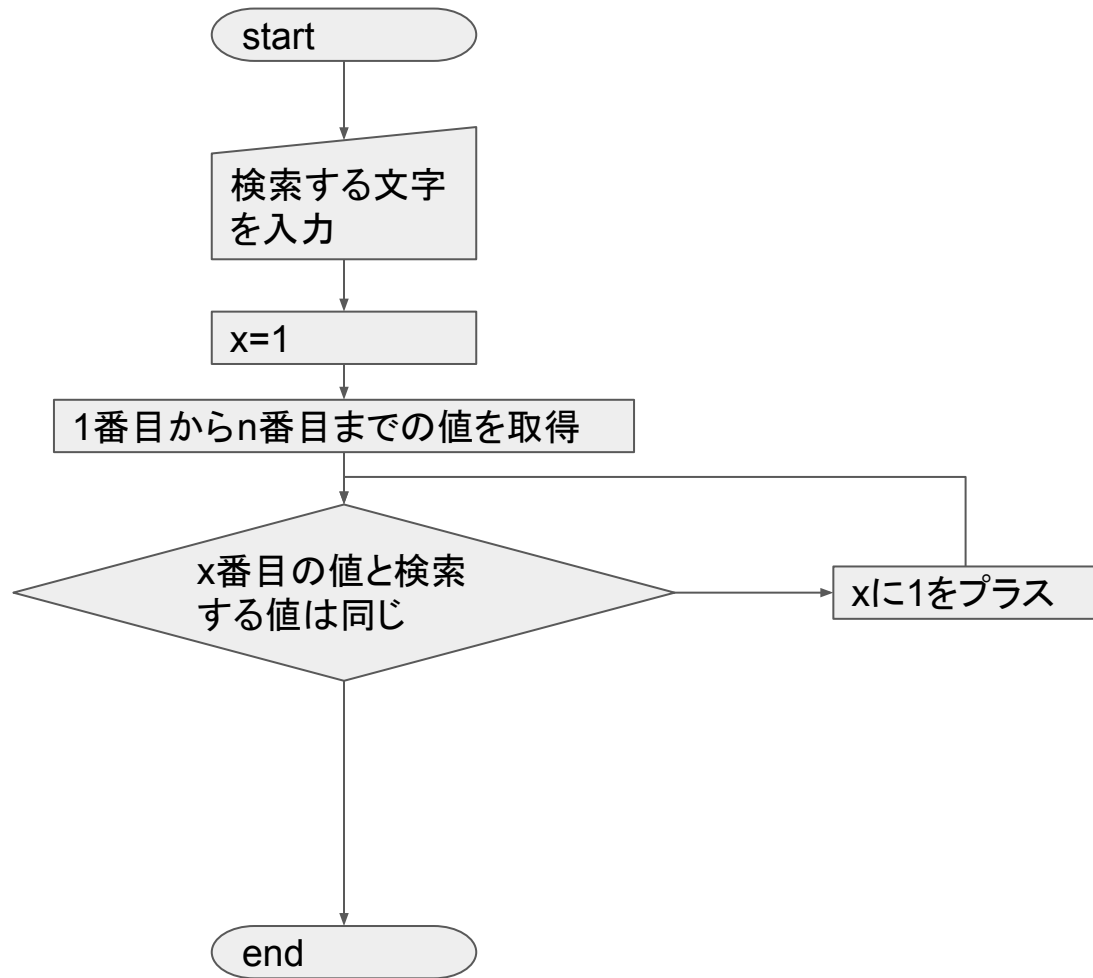 start
検索する文字
を入力
x=1
1番目からn番目までの値を取得
x番目の値と検索
する値は同じ
xに1をプラス
end